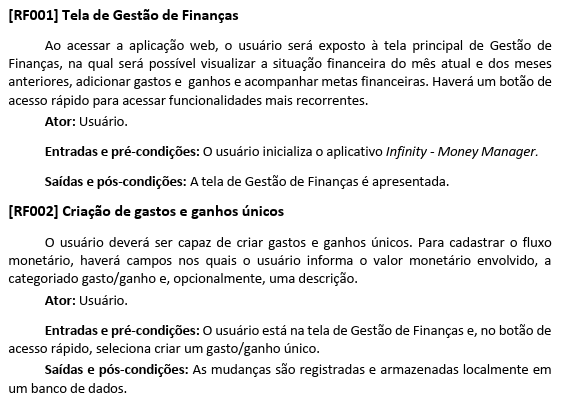 [RF001] Tela de Gestão de Finanças
Ao acessar a aplicação web, o usuário será exposto à tela principal de Gestão de
Finanças, na qual será possível visualizar a situação financeira do mês atual e dos meses
anteriores, adicionar gastos e ganhos e acompanhar metas financeiras. Haverá um botão de
acesso rápido para acessar funcionalidades mais recorrentes.
Ator: Usuário.
Entradas e pré-condições: O usuário inicializa o aplicativo Infinity - Money Manager.
Saídas e pós-condições: A tela de Gestão de Finanças é apresentada.
[RF002] Criação de gastos e ganhos únicos
O usuário deverá ser capaz de criar gastos e ganhos únicos. Para cadastrar o fluxo
monetário, haverá campos nos quais o usuário informa o valor monetário envolvido, a
categoriado gasto/ganho e, opcionalmente, uma descrição.
Ator: Usuário.
Entradas e pré-condições: O usuário está na tela de Gestão de Finanças e, no botão de
acesso rápido, seleciona criar um gasto/ganho único.
Saídas e pós-condições: As mudanças são registradas e armazenadas localmente em
um banco de dados.